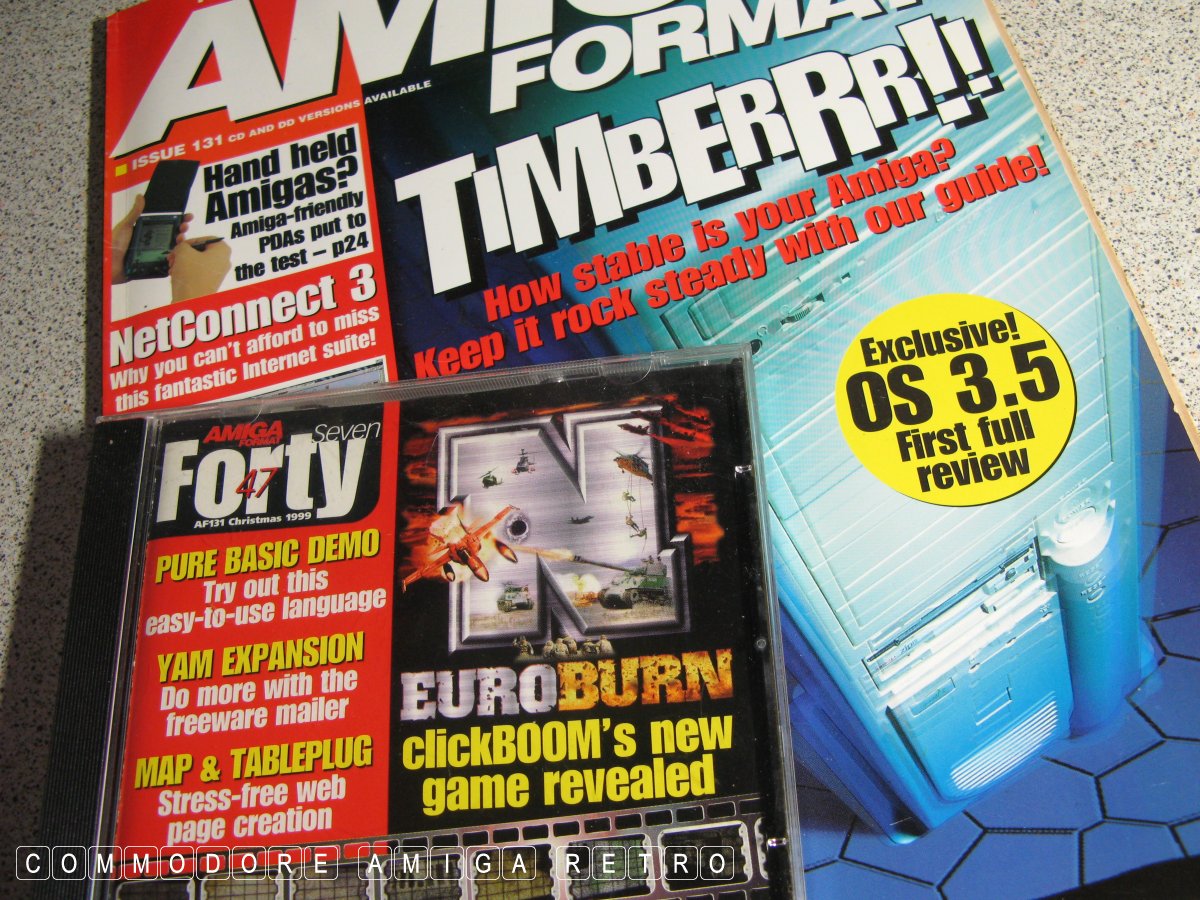 AMIG
FORMAT
ISSUE 131 CD AND DD VERSIONS AVAILABLE
TIMBERRR!!
How stable is your Amiga?
Keep it rock steady with our guide!
Hand held
Amigas?
Amiga-friendly
PDAs put to
the test – p24
NetConnect 3
Why you can't afford to miss
this fantastic Internet suite!
Exclusive!
OS 3.5
First full
review
AMIGA
FORMAT
Seven
Forty
47
AF131 Christmas 1999
PURE BASIC DEMO
Try out this
easy-to-use language
YAM EXPANSION
Do more with the
freeware mailer
MAP & TABLEPLUG
Stress-free web
page creation
N
EUROBURN
clickBOOM's new
game revealed
COMMODORE AMIGA RETRO